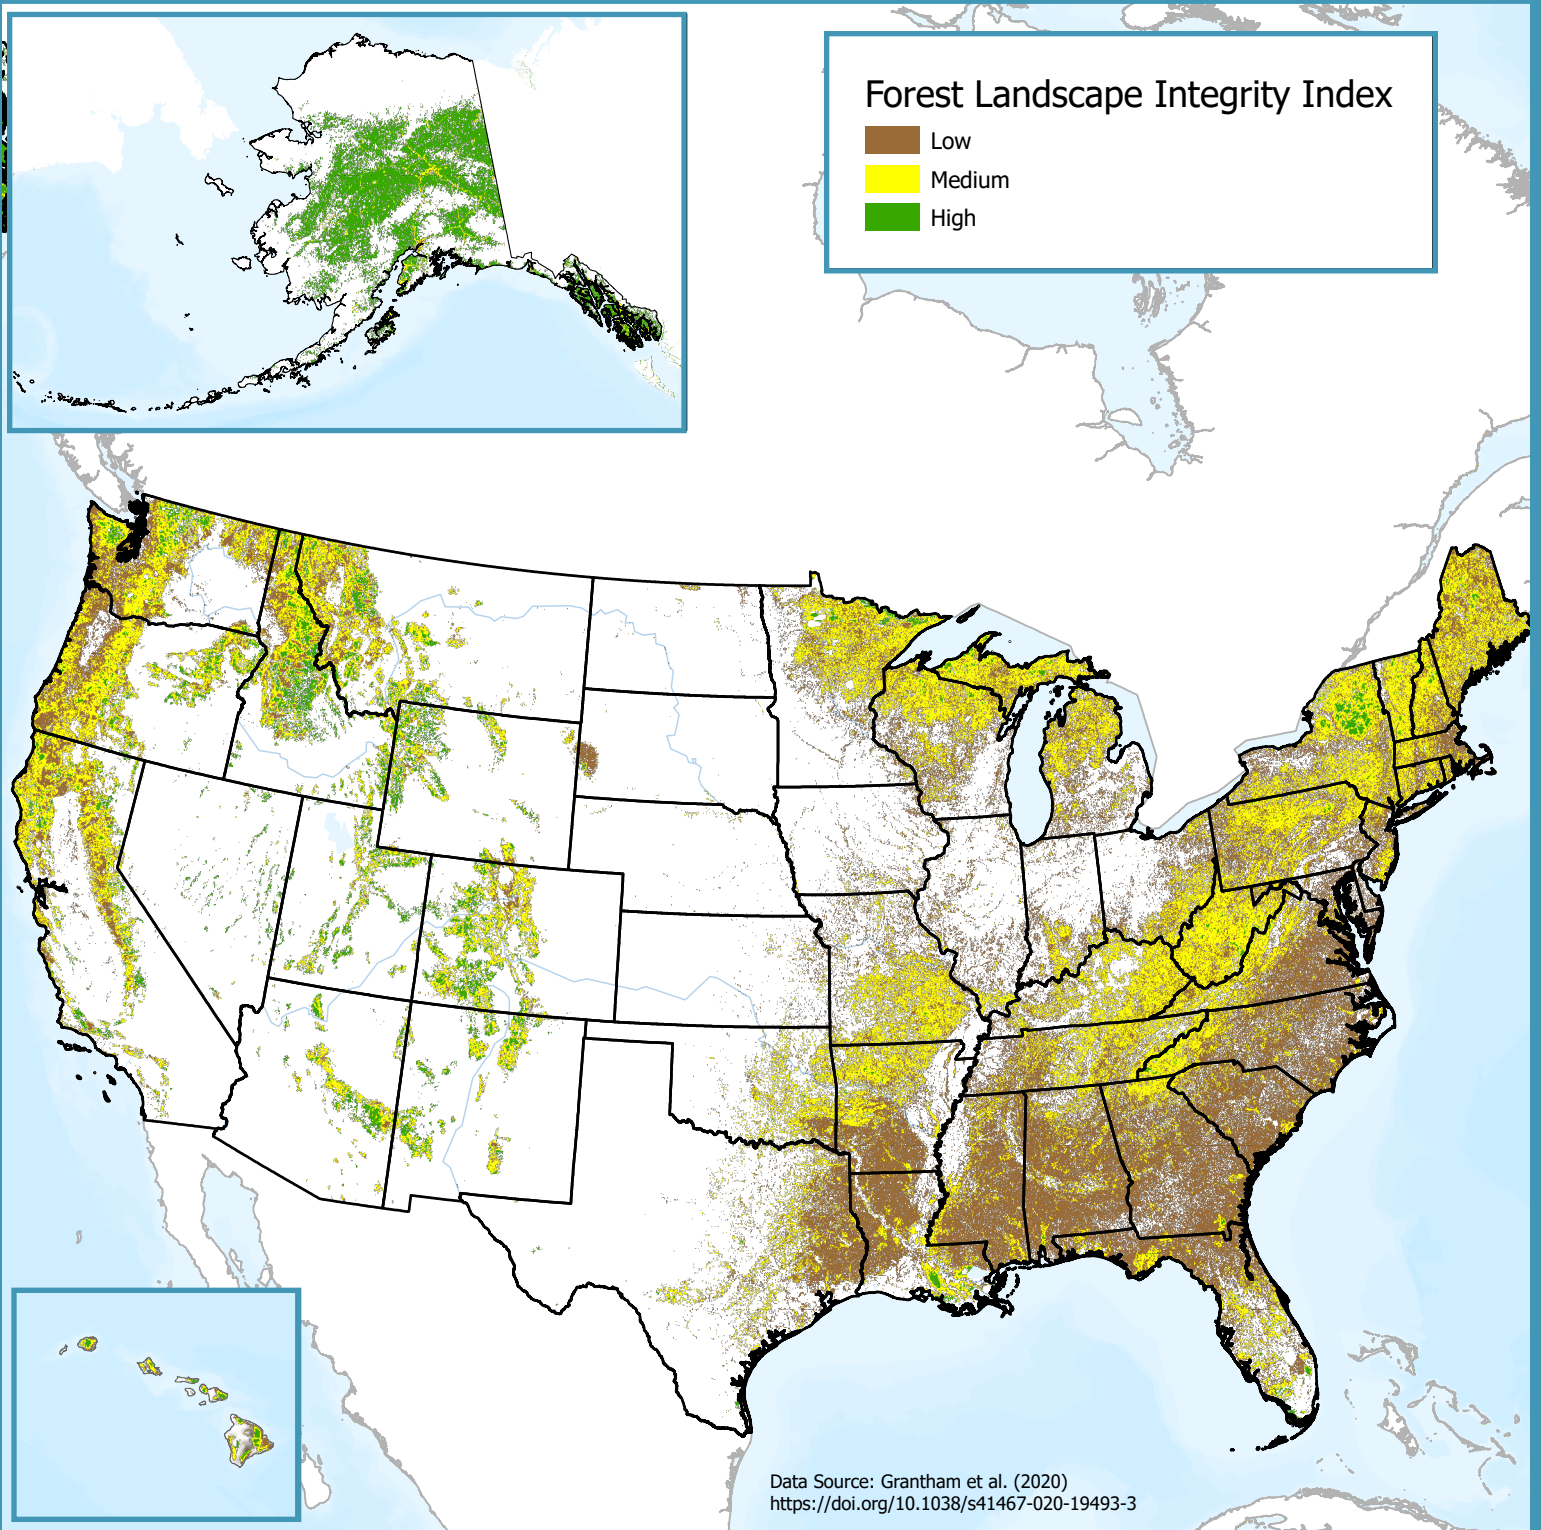 Forest Landscape Integrity Index
Low
Medium
High
Data Source: Grantham et al. (2020)
https://doi.org/10.1038/s41467-020-19493-3